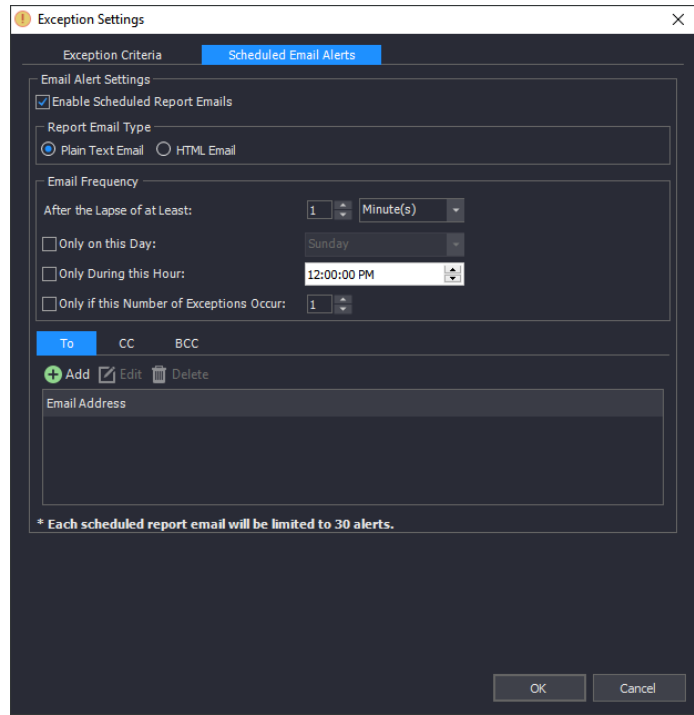 Exception Settings
Exception Criteria
Scheduled Email Alerts
Email Alert Settings
Enable Scheduled Report Emails
Report Email Type
Plain Text Email
HTML Email
Email Frequency
After the Lapse of at Least:
1
Minute(s)
Only on this Day:
Sunday
Only During this Hour:
12:00:00 PM
Only if this Number of Exceptions Occur:
1
To
CC
BCC
Add
Edit
Delete
Email Address
* Each scheduled report email will be limited to 30 alerts.
OK
Cancel